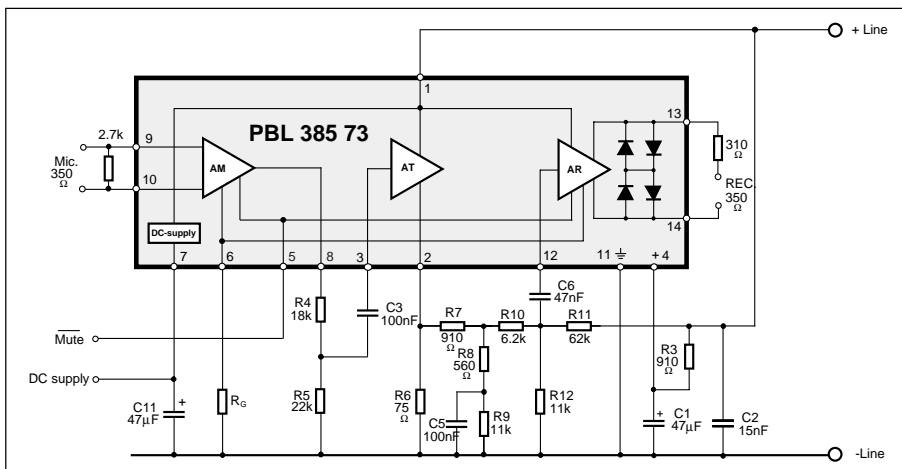 + Line
1
PBL 385 73
13
2.7k
9
AM
AT
AR
310
Ω
Mic.
350
Ω
REC.
350
Ω
10
14
DC-supply
7
6
5
8
3
2
12
11
+ 4
C6
47nF
R4
18k
C3
100nF
R7
910
Ω
R10
6.2k
R11
62k
Mute
R8
560
Ω
R3
910
Ω
DC supply
C11
47µF
+
RG
R5
22k
R6
75
Ω
C5
100nF
R9
11k
R12
11k
+
C1
47µF
C2
15nF
-Line